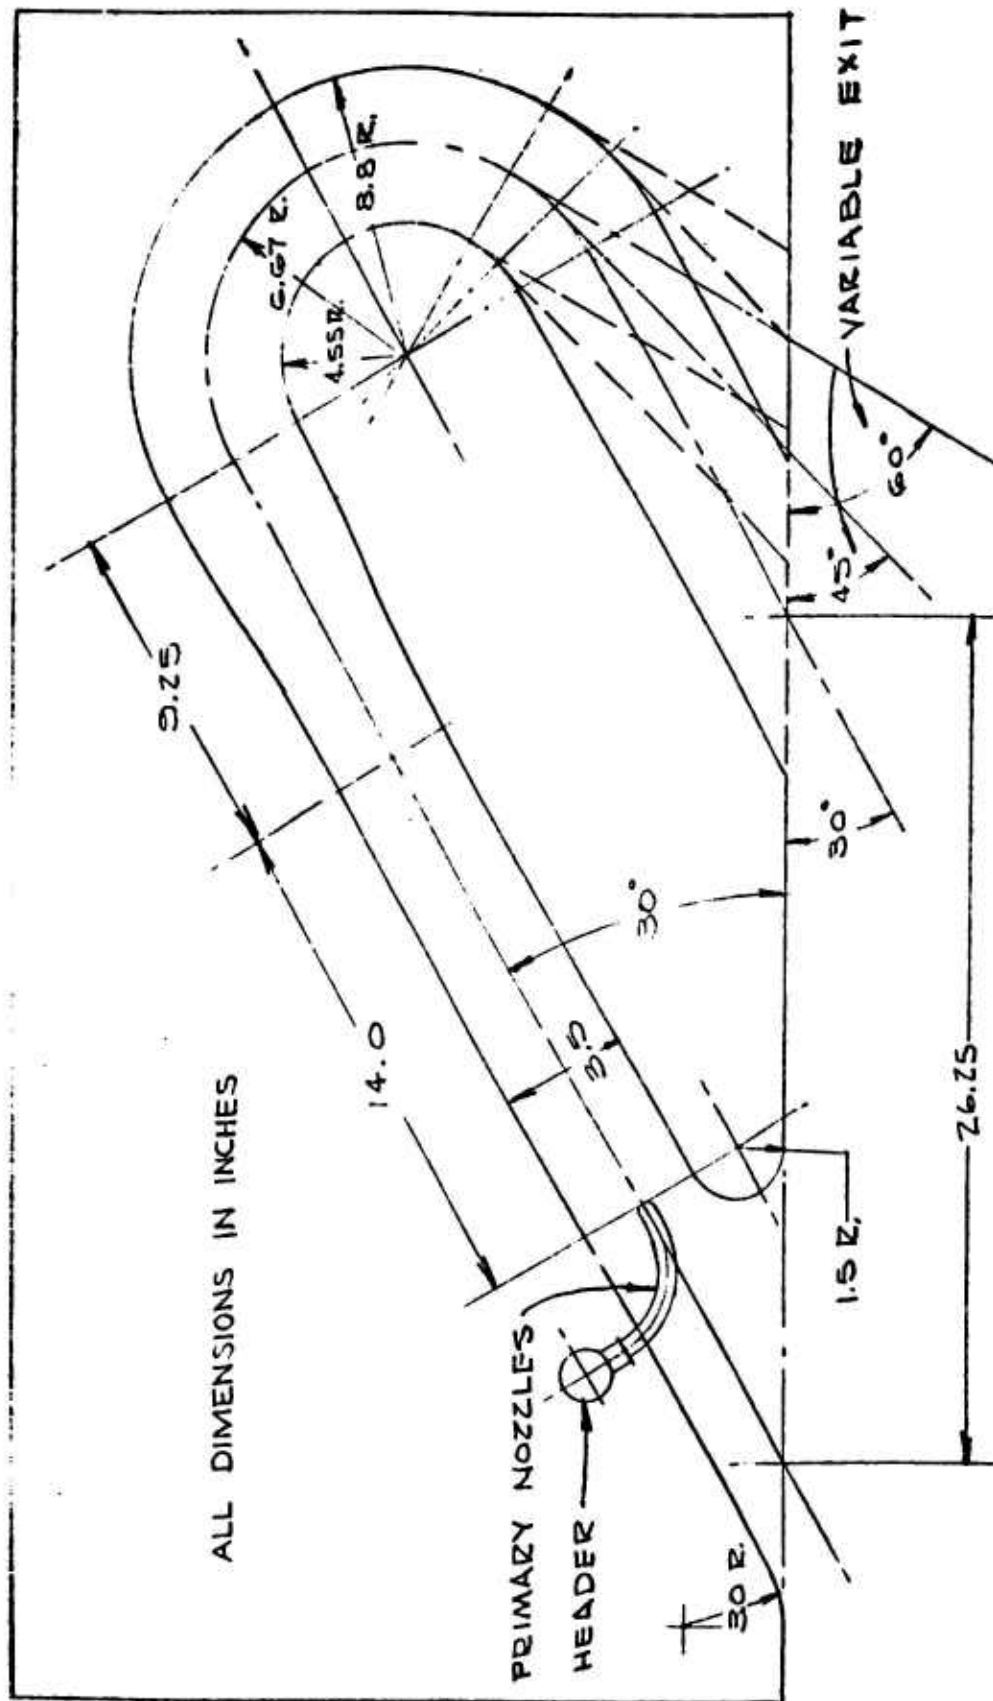 ALL DIMENSIONS IN INCHES
9.25
14.0
8.8 R.
6.67 R.
4.55 R.
3.5
30°
30°
45°
60°
VARIABLE EXIT
PRIMARY NOZZLES
HEADER
1.5 R.
26.25